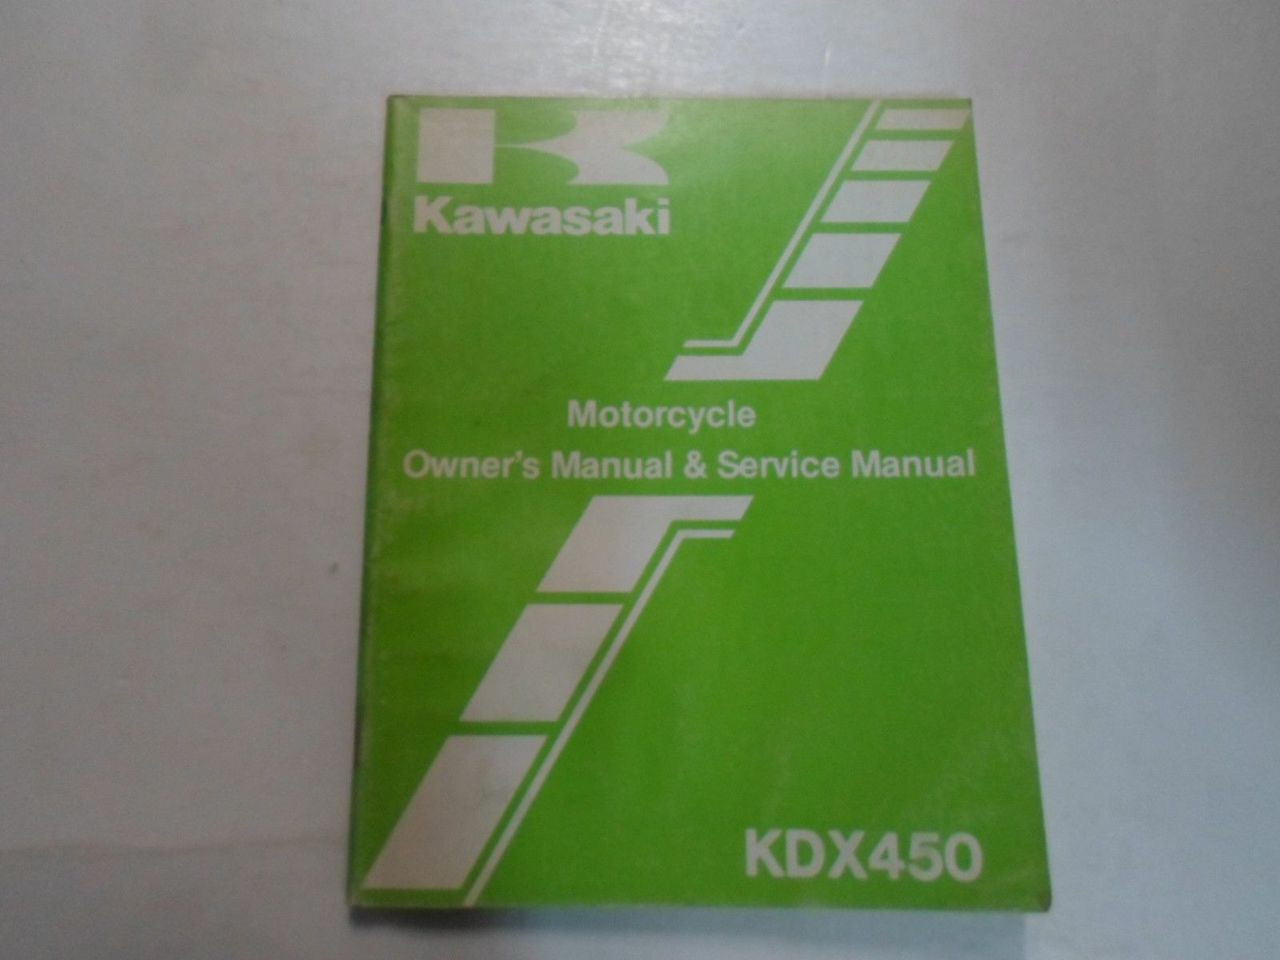 Kawasaki
Motorcycle
Owner's Manual & Service Manual
KDX450